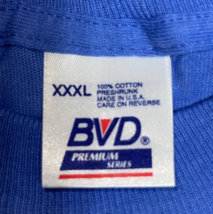 XXXL
100% COTTON
PRESHRUNK
MADE IN U.S.A.
CARE ON REVERSE
BVD®
PREMIUM
SERIES